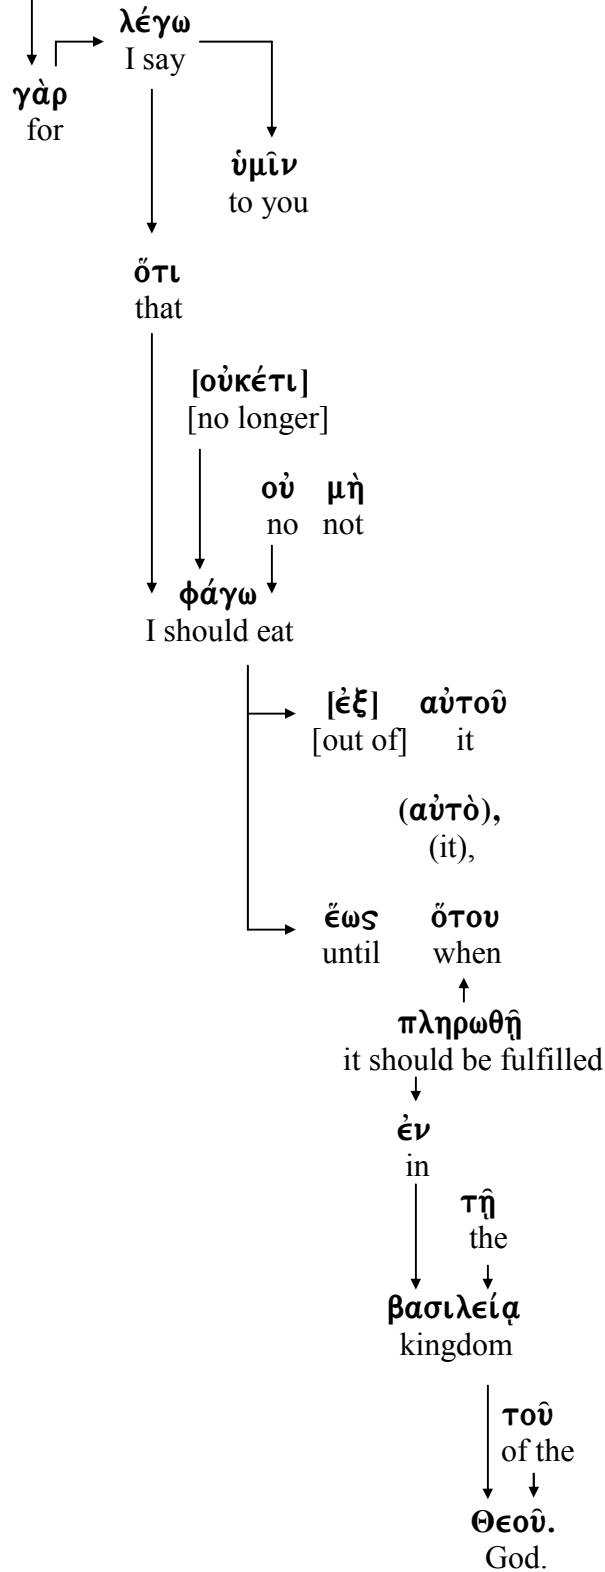 λέγω
I say
γὰρ
for
ὑμῖν
to you
ὅτι
that
[οὐκέτι]
[no longer]
οὐ μὴ
no not
φάγω
I should eat
[ἐξ] αὐτοῦ
[out of] it
(αὐτὸ),
(it),
ἕως ὅτου
until when
πληρωθῇ
it should be fulfilled
ἐν
in
τῇ
the
βασιλείᾳ
kingdom
τοῦ
of the
Θεοῦ.
God.